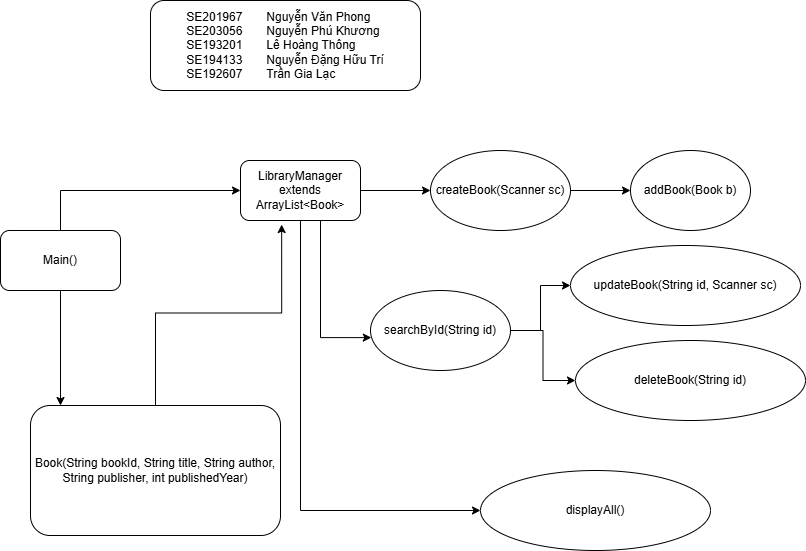 SE201967 Nguyễn Văn Phong
SE203056 Nguyễn Phú Khương
SE193201 Lê Hoàng Thông
SE194133 Nguyễn Đặng Hữu Trí
SE192607 Trần Gia Lạc
LibraryManager
extends
ArrayList<Book>
createBook(Scanner sc)
addBook(Book b)
Main()
updateBook(String id, Scanner sc)
searchById(String id)
deleteBook(String id)
Book(String bookId, String title, String author,
String publisher, int publishedYear)
displayAll()